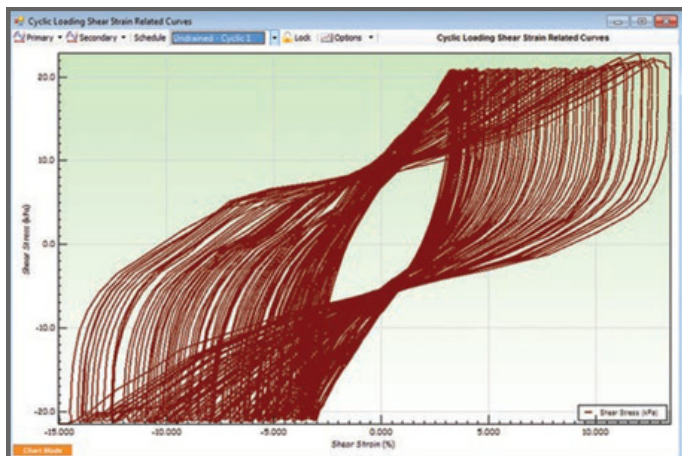 Cyclic Loading Shear Strain Related Curves
Primary Secondary Schedule Undrained - Cyclic 1 Lock Options Cyclic Loading Shear Strain Related Curves
20.0
10.0
0.0
-10.0
-20.0
Shear Stress (kPa)
Shear Stress (kPa)
-15.000 -10.000 -5.000 0.000 5.000 10.000
Shear Strain (%)
Chart Mode